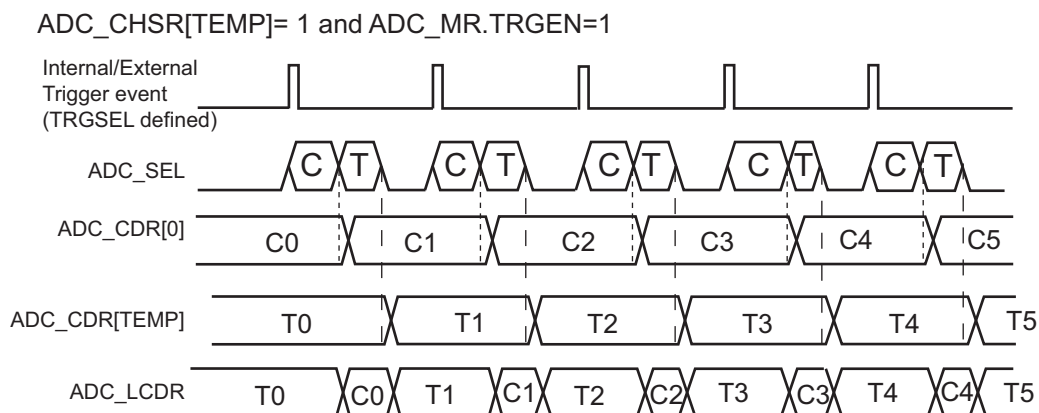 ADC_CHSR[TEMP]= 1 and ADC_MR.TRGEN=1
Internal/External
Trigger event
(TRGSEL defined)
ADC_SEL C T C T C T C T C T
ADC_CDR[0] C0 C1 C2 C3 C4 C5
ADC_CDR[TEMP] T0 T1 T2 T3 T4 T5
ADC_LCDR T0 C0 T1 C1 T2 C2 T3 C3 T4 C4 T5